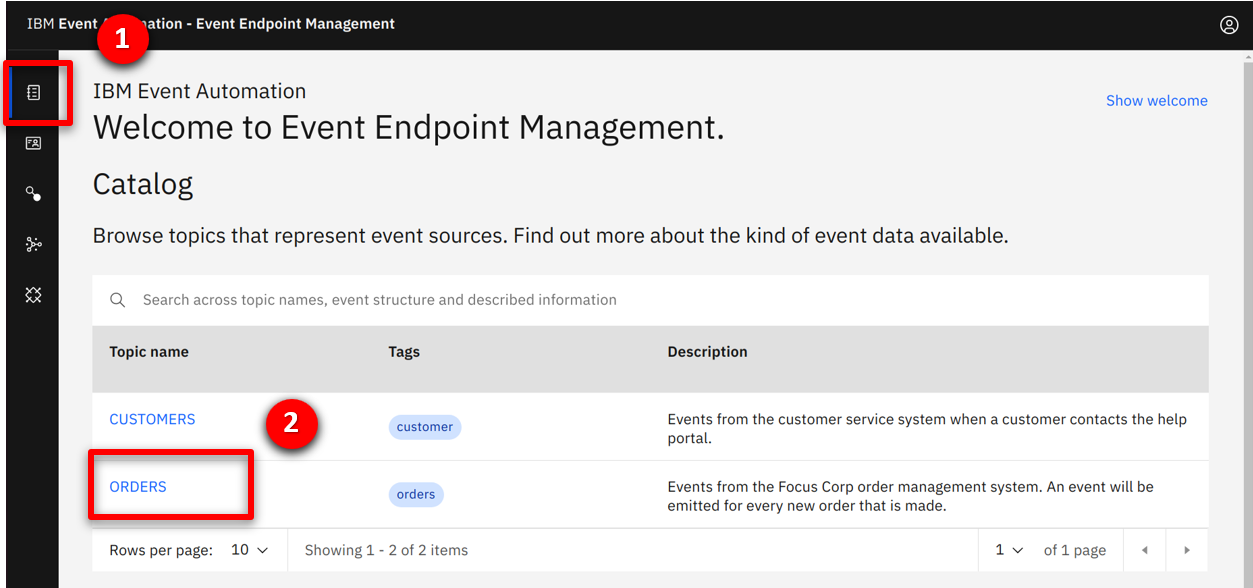 IBM Event ation - Event Endpoint Management
1
IBM Event Automation
Show welcome
Welcome to Event Endpoint Management.
Catalog
Browse topics that represent event sources. Find out more about the kind of event data available.
Search across topic names, event structure and described information
Topic name Tags Description
CUSTOMERS
2
customer
Events from the customer service system when a customer contacts the help
portal.
ORDERS
orders
Events from the Focus Corp order management system. An event will be
emitted for every new order that is made.
Rows per page: 10 Showing 1 - 2 of 2 items 1 of 1 page